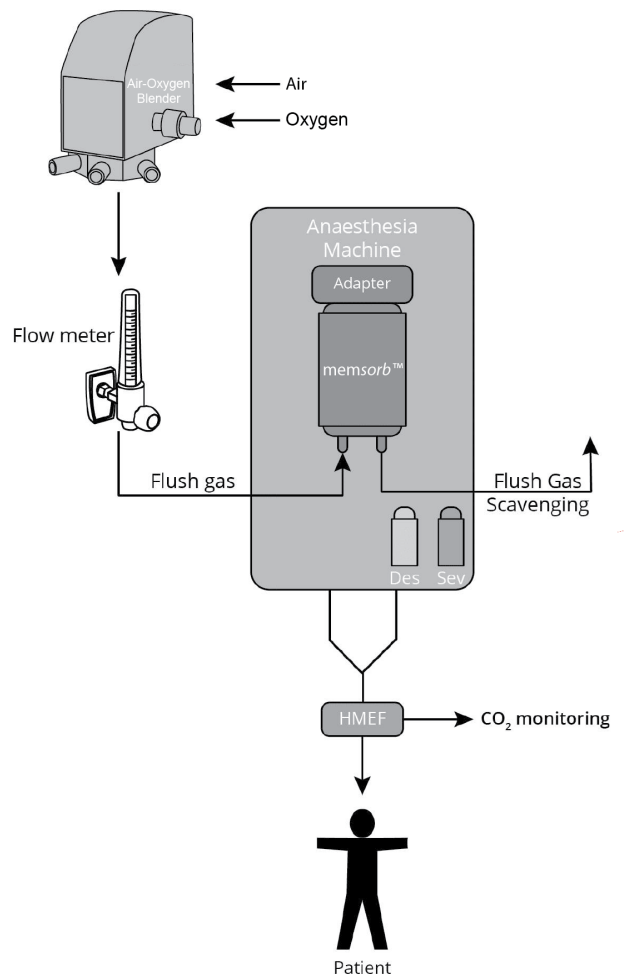 Air-Oxygen
Blender
Air
Oxygen
Anaesthesia
Machine
Adapter
memsorb™
Flow meter
Flush gas
Flush Gas
Scavenging
Des
Sev
HMEF
CO₂ monitoring
Patient